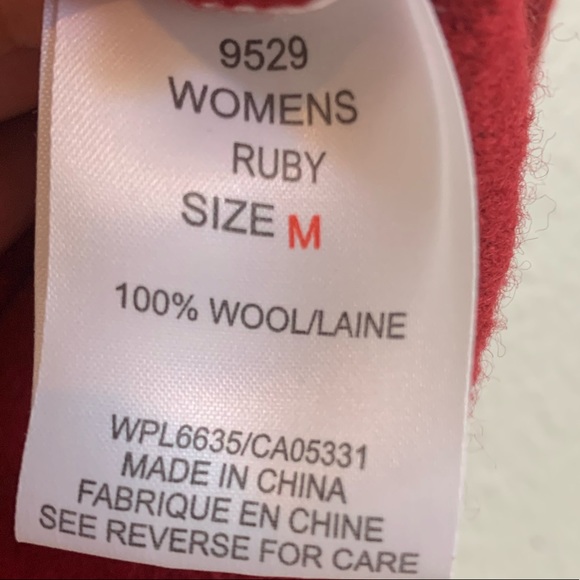 9529
WOMENS
RUBY
SIZE M
100% WOOL/LAINE
WPL6635/CA05331
MADE IN CHINA
FABRIQUE EN CHINE
SEE REVERSE FOR CARE